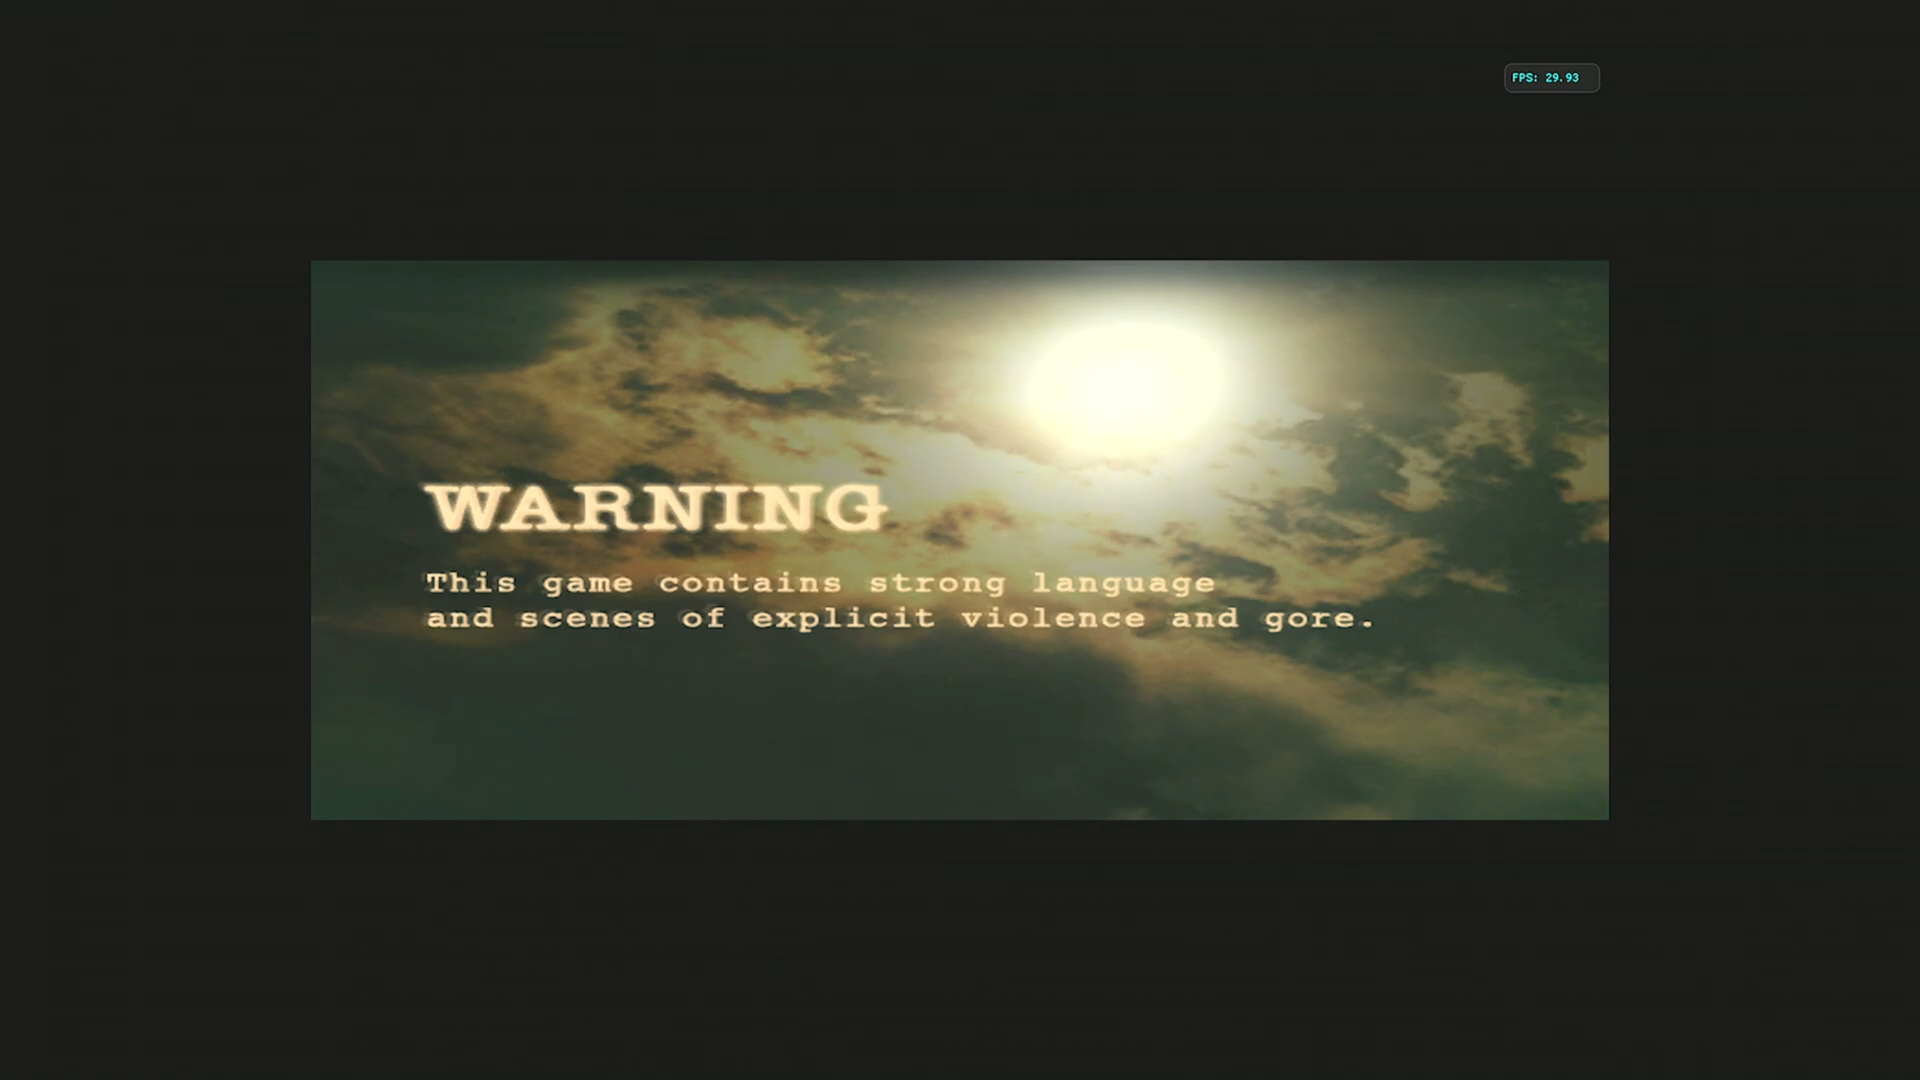 FPS: 29.93
WARNING
This game contains strong language
and scenes of explicit violence and gore.